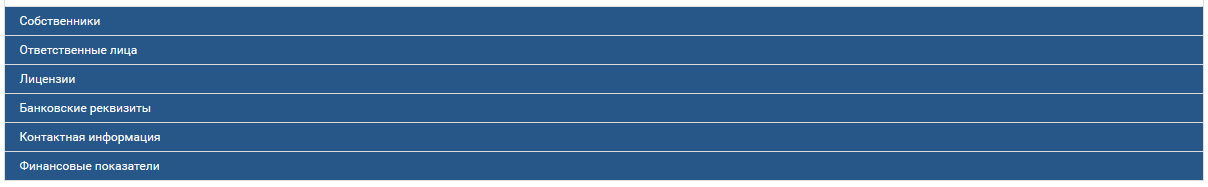 Собственники
Ответственные лица
Лицензии
Банковские реквизиты
Контактная информация
Финансовые показатели